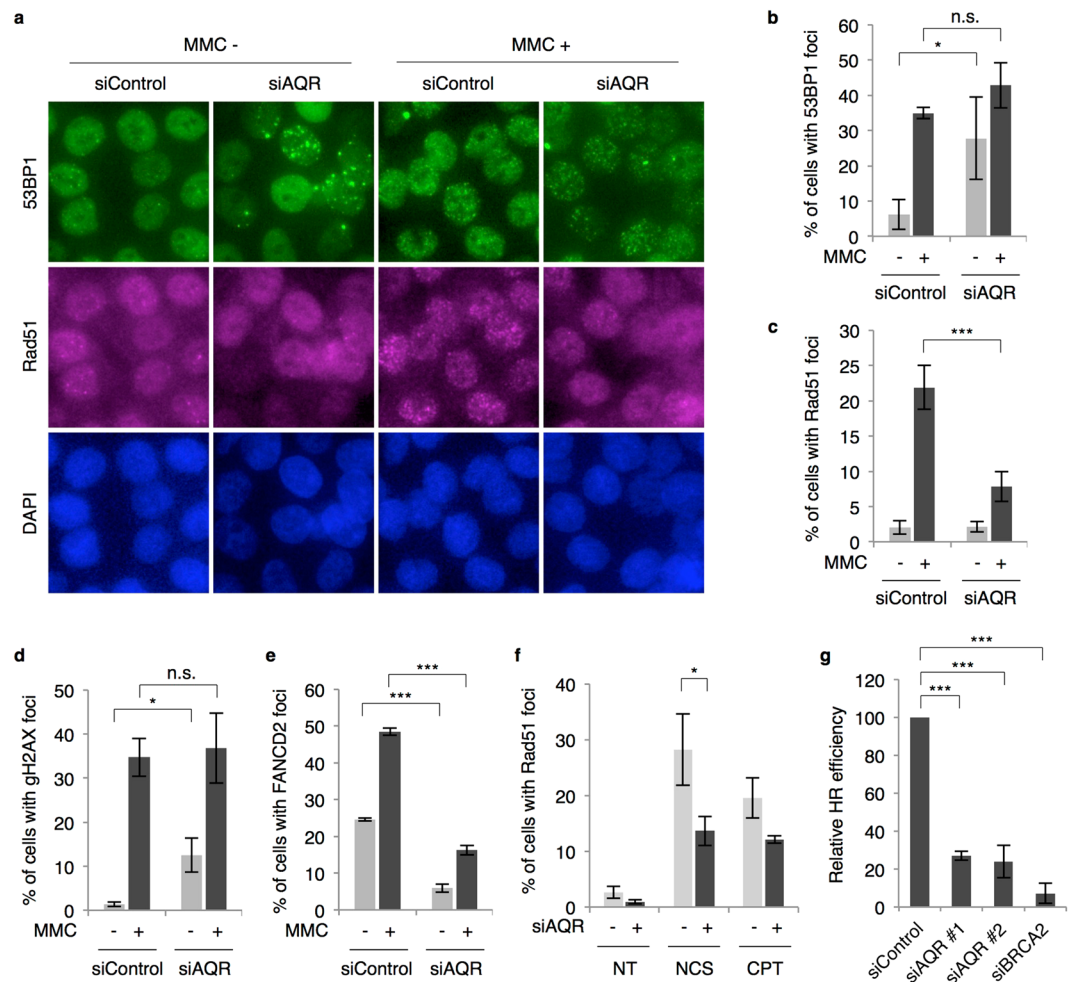 a
MMC - MMC +
siControl siAQR siControl siAQR
53BP1
Rad51
DAPI
b
n.s.
*
% of cells with 53BP1 foci
60
50
40
30
20
10
0
MMC - + - +
siControl siAQR
c
***
% of cells with Rad51 foci
30
25
20
15
10
5
0
MMC - + - +
siControl siAQR
d
n.s.
*
% of cells with gH2AX foci
50
40
30
20
10
0
MMC - + - +
siControl siAQR
e
***
***
% of cells with FANCD2 foci
60
50
40
30
20
10
0
MMC - + - +
siControl siAQR
f
*
% of cells with Rad51 foci
40
30
20
10
0
siAQR - + - + - +
NT NCS CPT
g
***
***
***
Relative HR efficiency
120
100
80
60
40
20
0
siControl
siAQR #1
siAQR #2
siBRCA2